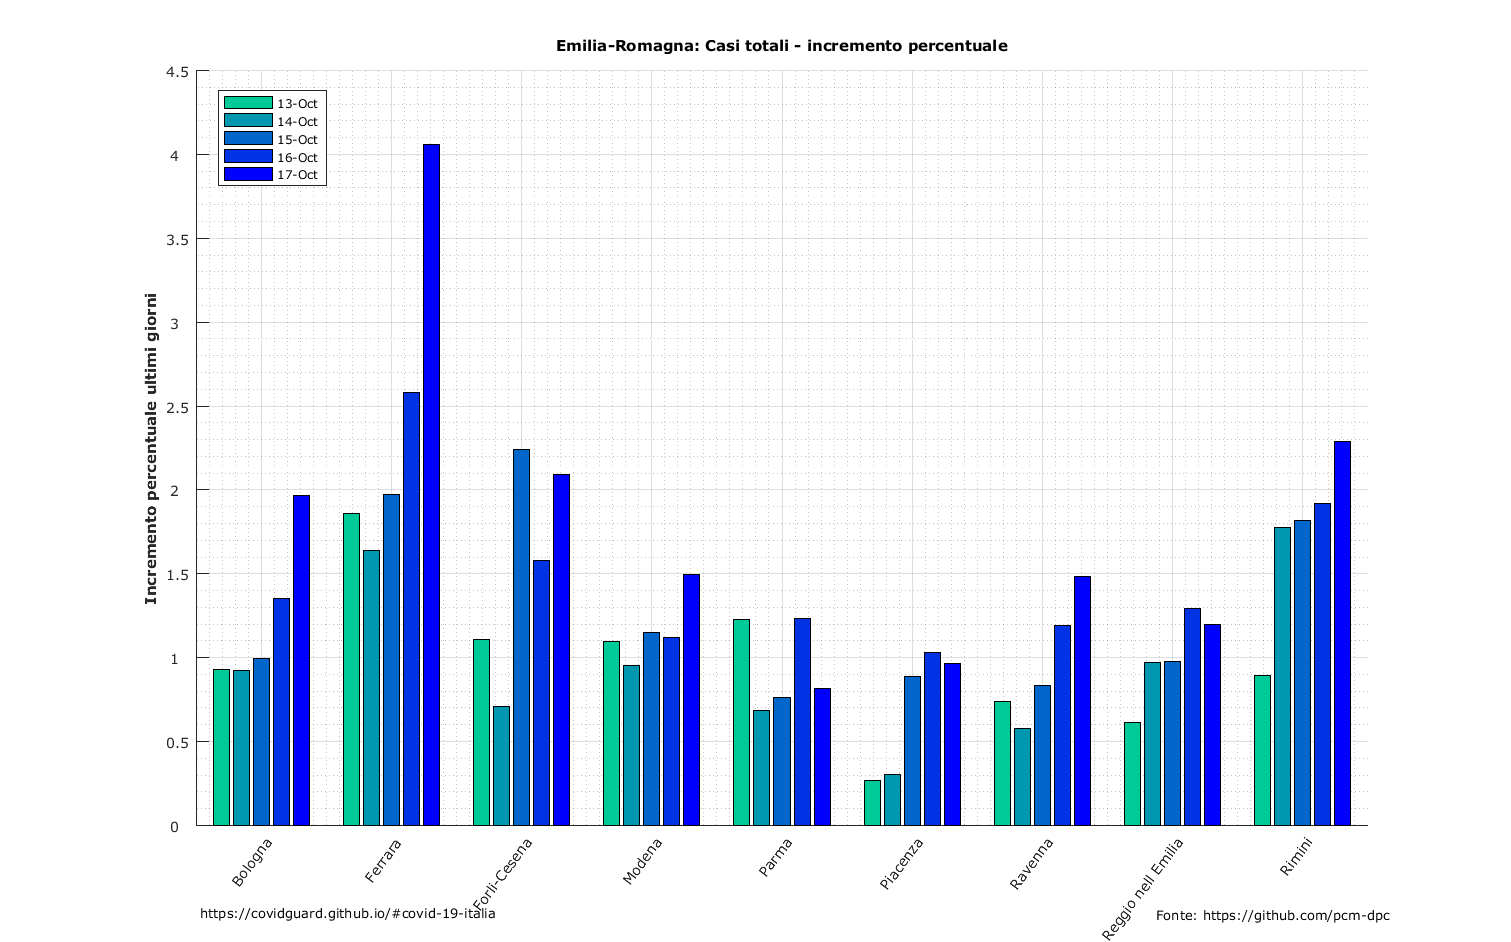 Emilia-Romagna: Casi totali - incremento percentuale
4.5
4
3.5
3
2.5
2
1.5
1
0.5
0
Incremento percentuale ultimi giorni
13-Oct
14-Oct
15-Oct
16-Oct
17-Oct
Bologna
Ferrara
Forlì-Cesena
Modena
Parma
Piacenza
Ravenna
Reggio nell Emilia
Rimini
https://covidguard.github.io/#covid-19-italia
Fonte: https://github.com/pcm-dpc